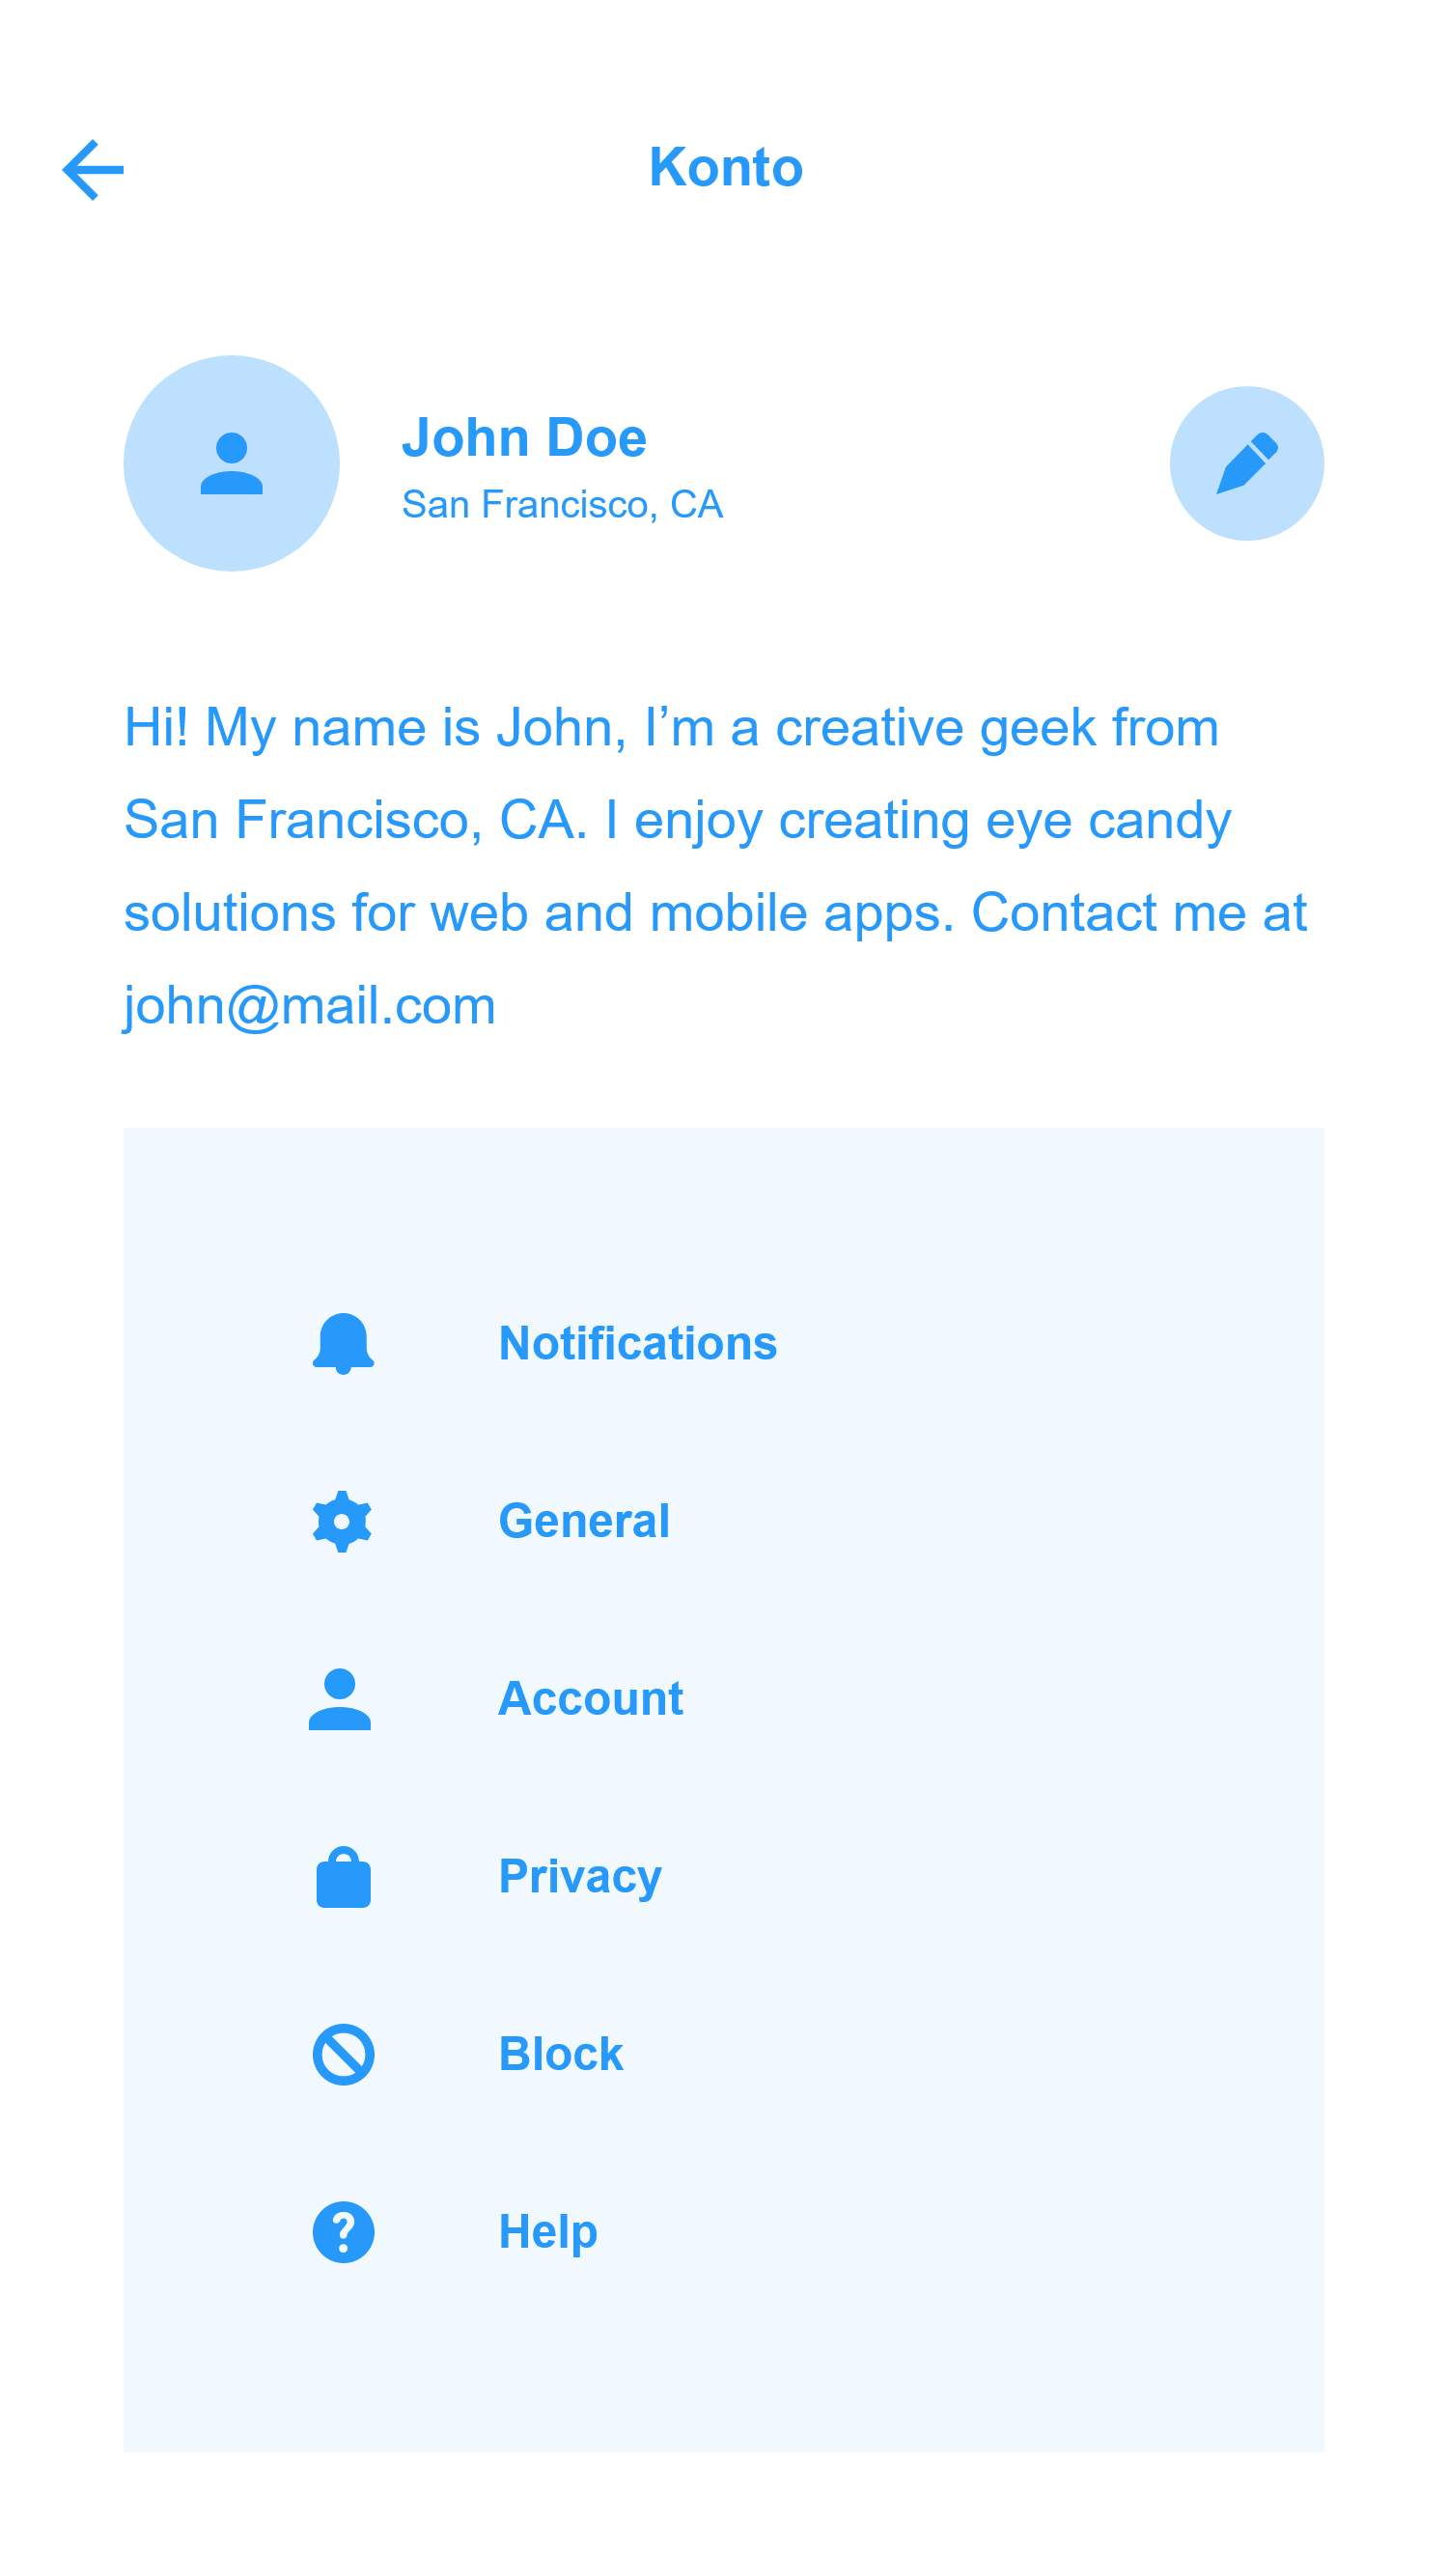 Konto
John Doe
San Francisco, CA
Hi! My name is John, I’m a creative geek from
San Francisco, CA. I enjoy creating eye candy
solutions for web and mobile apps. Contact me at
john@mail.com
Notifications
General
Account
Privacy
Block
Help